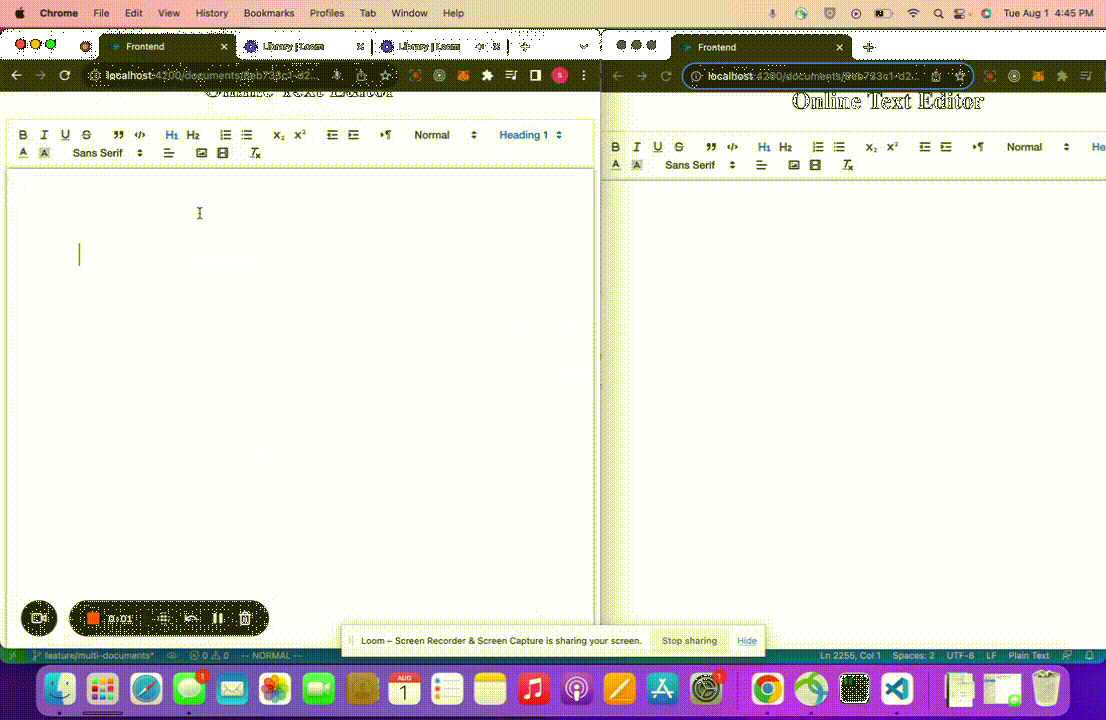 Chrome File Edit View History Bookmarks Profiles Tab Window Help Tue Aug 1 4:45 PM
Frontend Library | Loom Library | Loom
Frontend
localhost:4200/documents/
localhost:4200/documents/
Online Text Editor
Online Text Editor
B I U S H1 H2 X2 X2 Normal Heading 1
A A Sans Serif Tx
B I U S H1 H2 X2 X2 Normal He
A A Sans Serif Tx
0:01
Loom – Screen Recorder & Screen Capture is sharing your screen. Stop sharing Hide
feature/multi-documents* 0 0 -- NORMAL -- Ln 2255, Col 1 Spaces: 2 UTF-8 LF Plain Text
1
AUG
1
1